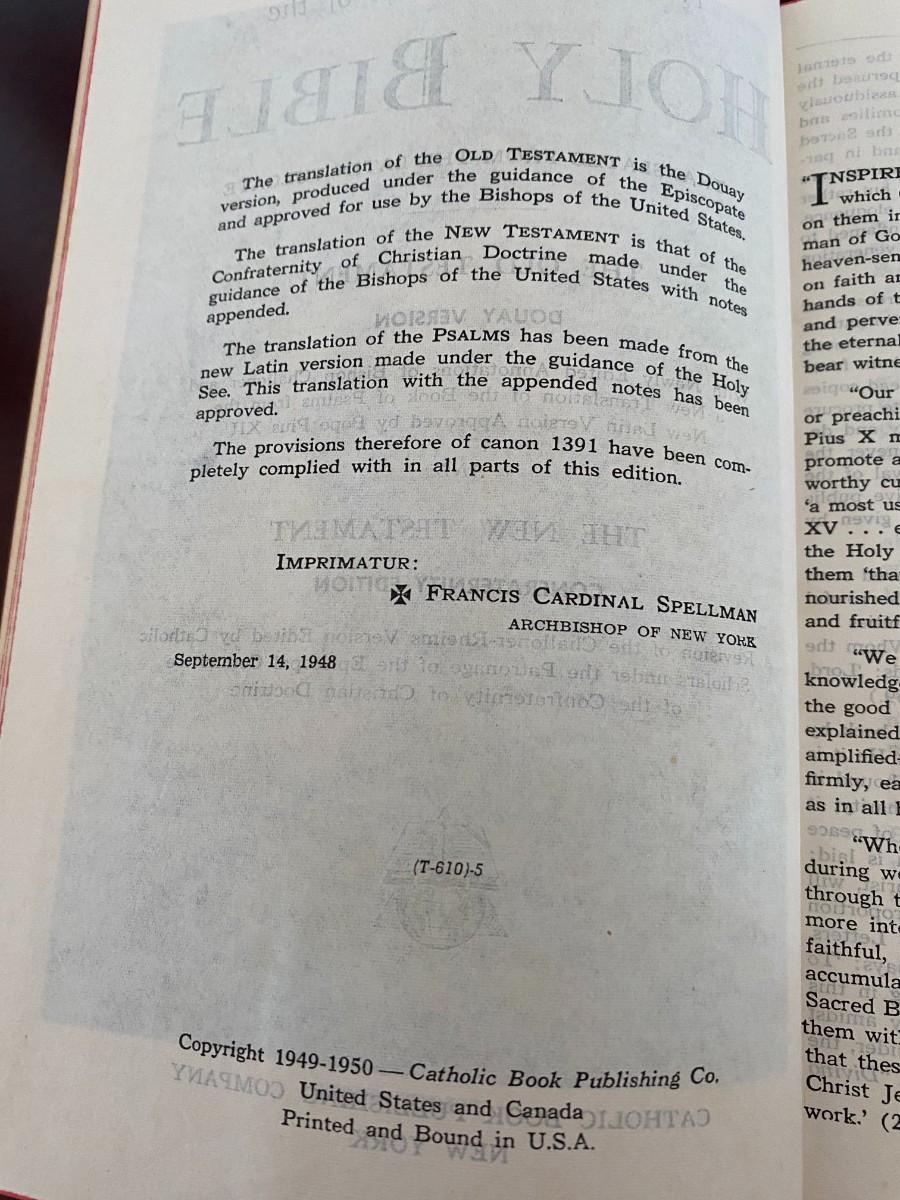 The translation of the OLD TESTAMENT is the Douay
version, produced under the guidance of the Episcopate
and approved for use by the Bishops of the United States.
The translation of the NEW TESTAMENT is that of the
Confraternity of Christian Doctrine made under the
guidance of the Bishops of the United States with notes
appended.
The translation of the PSALMS has been made from the
new Latin version made under the guidance of the Holy
See. This translation with the appended notes has been
approved.
The provisions therefore of canon 1391 have been com-
pletely complied with in all parts of this edition.
IMPRIMATUR:
✠ FRANCIS CARDINAL SPELLMAN
ARCHBISHOP OF NEW YORK
September 14, 1948
(T-610)-5
Copyright 1949-1950 — Catholic Book Publishing Co.
United States and Canada
Printed and Bound in U.S.A.
"INSPIRE
which
on them
man of Go
heaven-sen
on faith
hands of
and perve
the eternal
bear witne
"Our
or preachi
Pius X
promote
worthy
'a most
XV . . .
the Holy
them 'tha
nourished
and fruitf
"We
knowledg
the good
explained
amplified-
firmly,
as in all
"Wh
during
through
more
faithful,
accumula
Sacred B
them
that
Christ
work.' (2